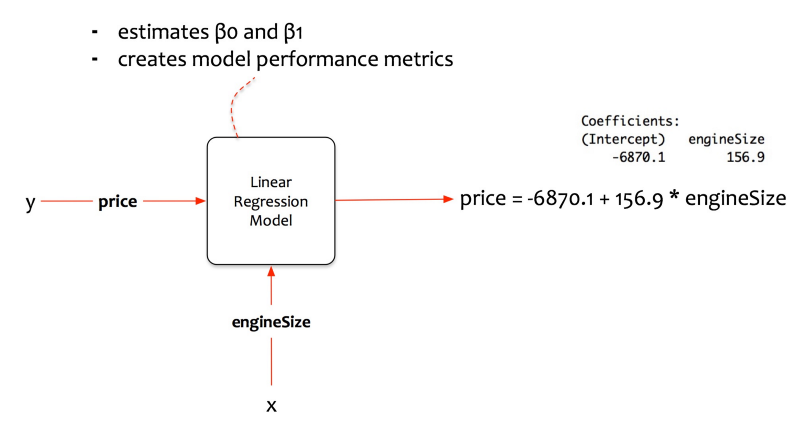 - estimates β0 and β1
- creates model performance metrics
Coefficients:
(Intercept) engineSize
-6870.1 156.9
y
price
Linear
Regression
Model
price = -6870.1 + 156.9 * engineSize
engineSize
x